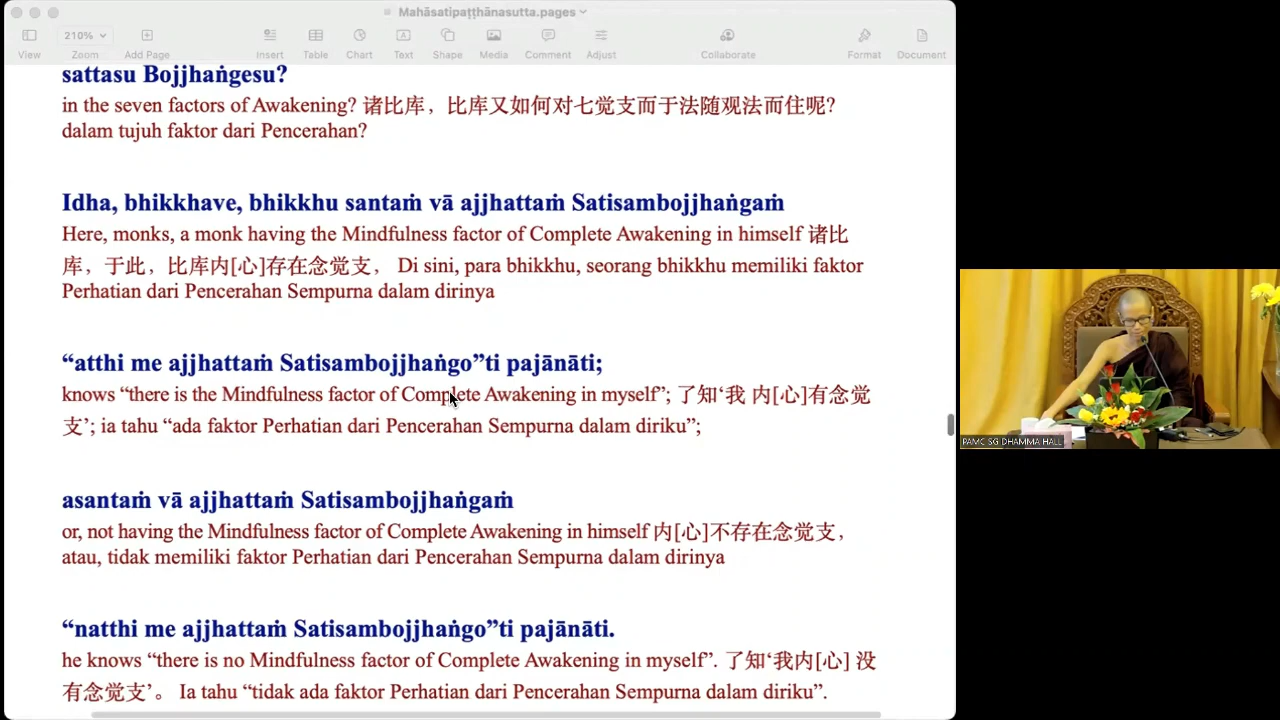 Mahāsatipaṭṭhānasutta.pages
210%
View
Zoom
Add Page
Insert
Table
Chart
Text
Shape
Media
Comment
Adjust
Collaborate
Format
Document
sattasu Bojjhaṅgesu?
in the seven factors of Awakening? 诸比库，比库又如何对七觉支而于法随观法而住呢?
dalam tujuh faktor dari Pencerahan?
Idha, bhikkhave, bhikkhu santaṁ vā ajjhattaṁ Satisambojjhaṅgaṁ
Here, monks, a monk having the Mindfulness factor of Complete Awakening in himself 诸比
库，于此，比库内[心]存在念觉支， Di sini, para bhikkhu, seorang bhikkhu memiliki faktor
Perhatian dari Pencerahan Sempurna dalam dirinya
“atthi me ajjhattaṁ Satisambojjhaṅgo”ti pajānāti;
knows “there is the Mindfulness factor of Complete Awakening in myself”; 了知‘我 内[心]有念觉
支’; ia tahu “ada faktor Perhatian dari Pencerahan Sempurna dalam diriku”;
asantaṁ vā ajjhattaṁ Satisambojjhaṅgaṁ
or, not having the Mindfulness factor of Complete Awakening in himself 内[心]不存在念觉支，
atau, tidak memiliki faktor Perhatian dari Pencerahan Sempurna dalam dirinya
“natthi me ajjhattaṁ Satisambojjhaṅgo”ti pajānāti.
he knows “there is no Mindfulness factor of Complete Awakening in myself”. 了知‘我内[心] 没
有念觉支’。 Ia tahu “tidak ada faktor Perhatian dari Pencerahan Sempurna dalam diriku”.
PAMC SG DHAMMA HALL